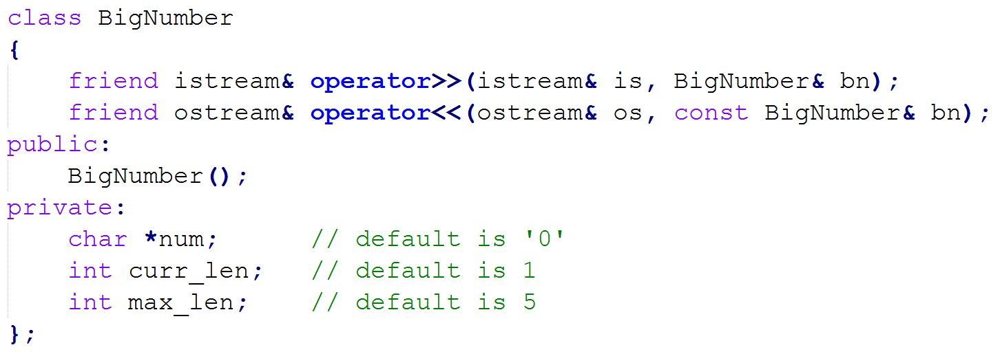 class BigNumber
{
    friend istream& operator>>(istream& is, BigNumber& bn);
    friend ostream& operator<<(ostream& os, const BigNumber& bn);
public:
    BigNumber();
private:
    char *num;      // default is '0'
    int curr_len;   // default is 1
    int max_len;    // default is 5
};